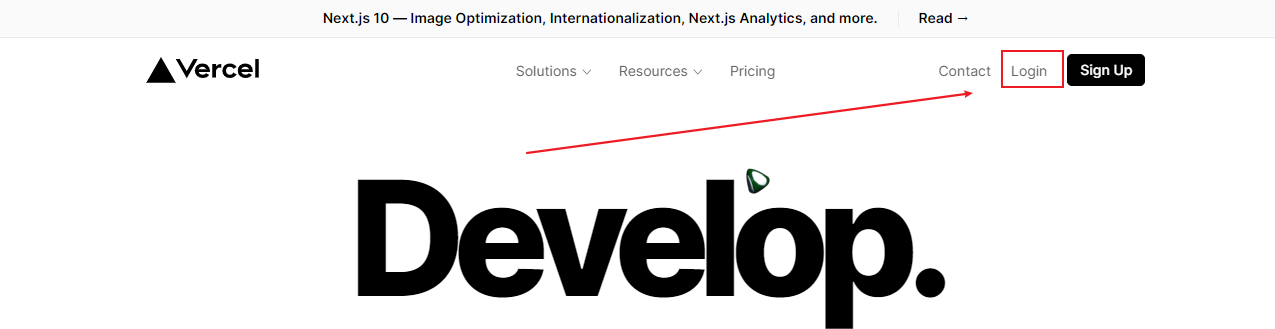 Next.js 10 — Image Optimization, Internationalization, Next.js Analytics, and more. Read →
Vercel Solutions Resources Pricing Contact Login Sign Up
Develop.